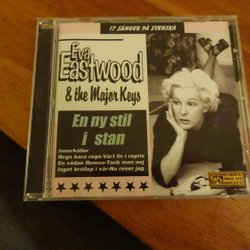 17 SÅNGER PÅ SVENSKA
Eva
Eastwood
& the Major Keys
En ny stil
i stan
Innerhåller
Regn bara regn-Vårt liv i repris
En sådan Romeo-Tack men nej
Inget bröllop i vår-Nu reser jag